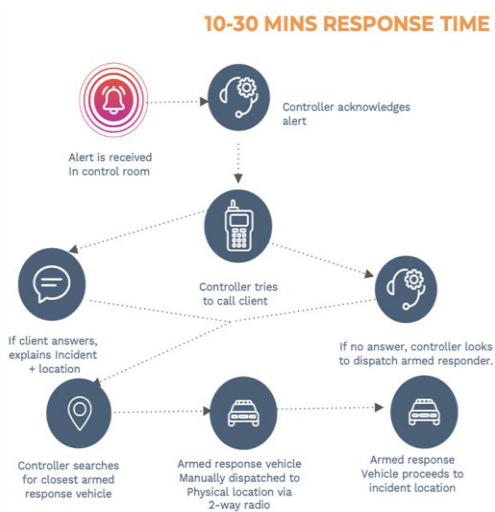 10-30 MINS RESPONSE TIME
Controller acknowledges
alert
Alert is received
In control room
Controller tries
to call client
If client answers,
explains Incident
+ location
If no answer, controller looks
to dispatch armed responder.
Controller searches
for closest armed
response vehicle
Armed response vehicle
Manually dispatched to
Physical location via
2-way radio
Armed response
Vehicle proceeds to
incident location